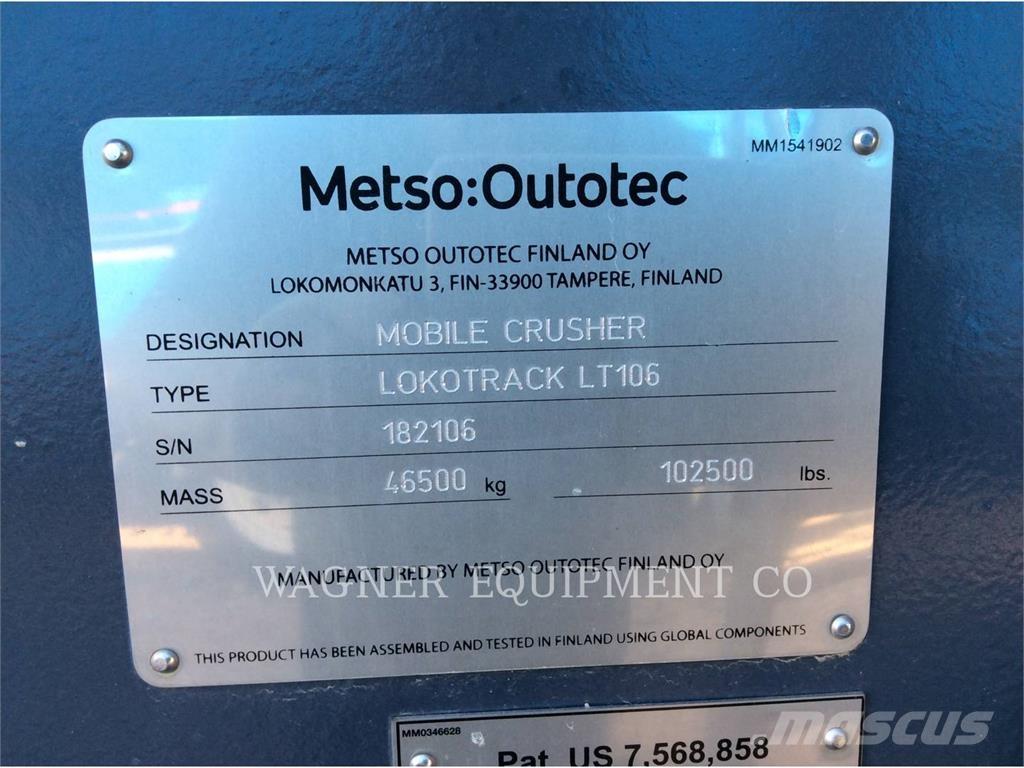 MM1541902
Metso:Outotec
METSO OUTOTEC FINLAND OY
LOKOMONKATU 3, FIN-33900 TAMPERE, FINLAND
DESIGNATION MOBILE CRUSHER
TYPE LOKOTRACK LT106
S/N 182106
MASS 46500 kg 102500 lbs.
MANUFACTURED BY METSO OUTOTEC FINLAND OY
WAGNER EQUIPMENT CO
THIS PRODUCT HAS BEEN ASSEMBLED AND TESTED IN FINLAND USING GLOBAL COMPONENTS
MM0346628
Pat. US 7,568,858
mascus